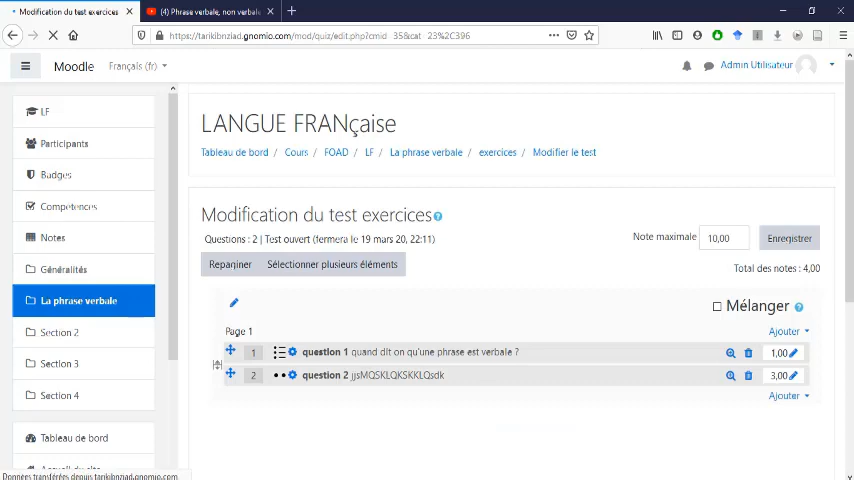 Modification du test exercices
(4) Phrase verbale, non verbale
https://tarikibnziad.gnomio.com/mod/quiz/edit.php?cmid=35&cat=23%2C396
Moodle
Français (fr)
Admin Utilisateur
LF
Participants
Badges
Compétences
Notes
Généralités
La phrase verbale
Section 2
Section 3
Section 4
Tableau de bord
Accueil du site
Données transférées depuis tarikibnziad.gnomio.com…
LANGUE FRANçaise
Tableau de bord / Cours / FOAD / LF / La phrase verbale / exercices / Modifier le test
Modification du test exercices
Questions : 2 | Test ouvert (fermera le 19 mars 20, 22:11)
Note maximale 10,00 Enregistrer
Repaginer Sélectionner plusieurs éléments
Total des notes : 4,00
Mélanger
Page 1
Ajouter
1 question 1 quand dit on qu'une phrase est verbale ? 1,00
2 question 2 jjsMQSKLQKSKKLQsdk 3,00
Ajouter